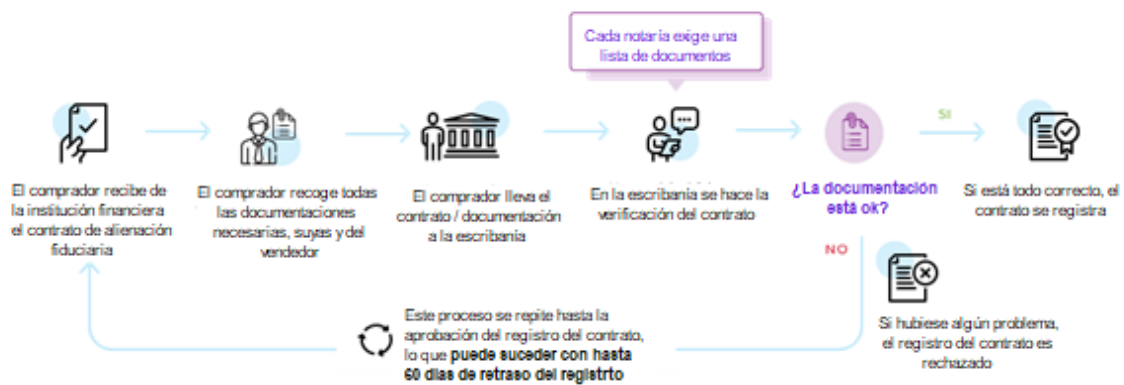 Cada notaría exige una
lista de documentos
SI
El comprador recibe de
la institución financiera
el contrato de alienación
fiduciaria
El comprador recoge todas
las documentaciones
necesarias, suyas y del
vendedor
El comprador lleva el
contrato / documentación
a la escribanía
En la escribanía se hace la
verificación del contrato
¿La documentación
está ok?
Si está todo correcto, el
contrato se registra
NO
Si hubiese algún problema,
el registro del contrato es
rechazado
Este proceso se repite hasta la
aprobación del registro del contrato,
lo que puede suceder con hasta
60 días de retraso del registrto